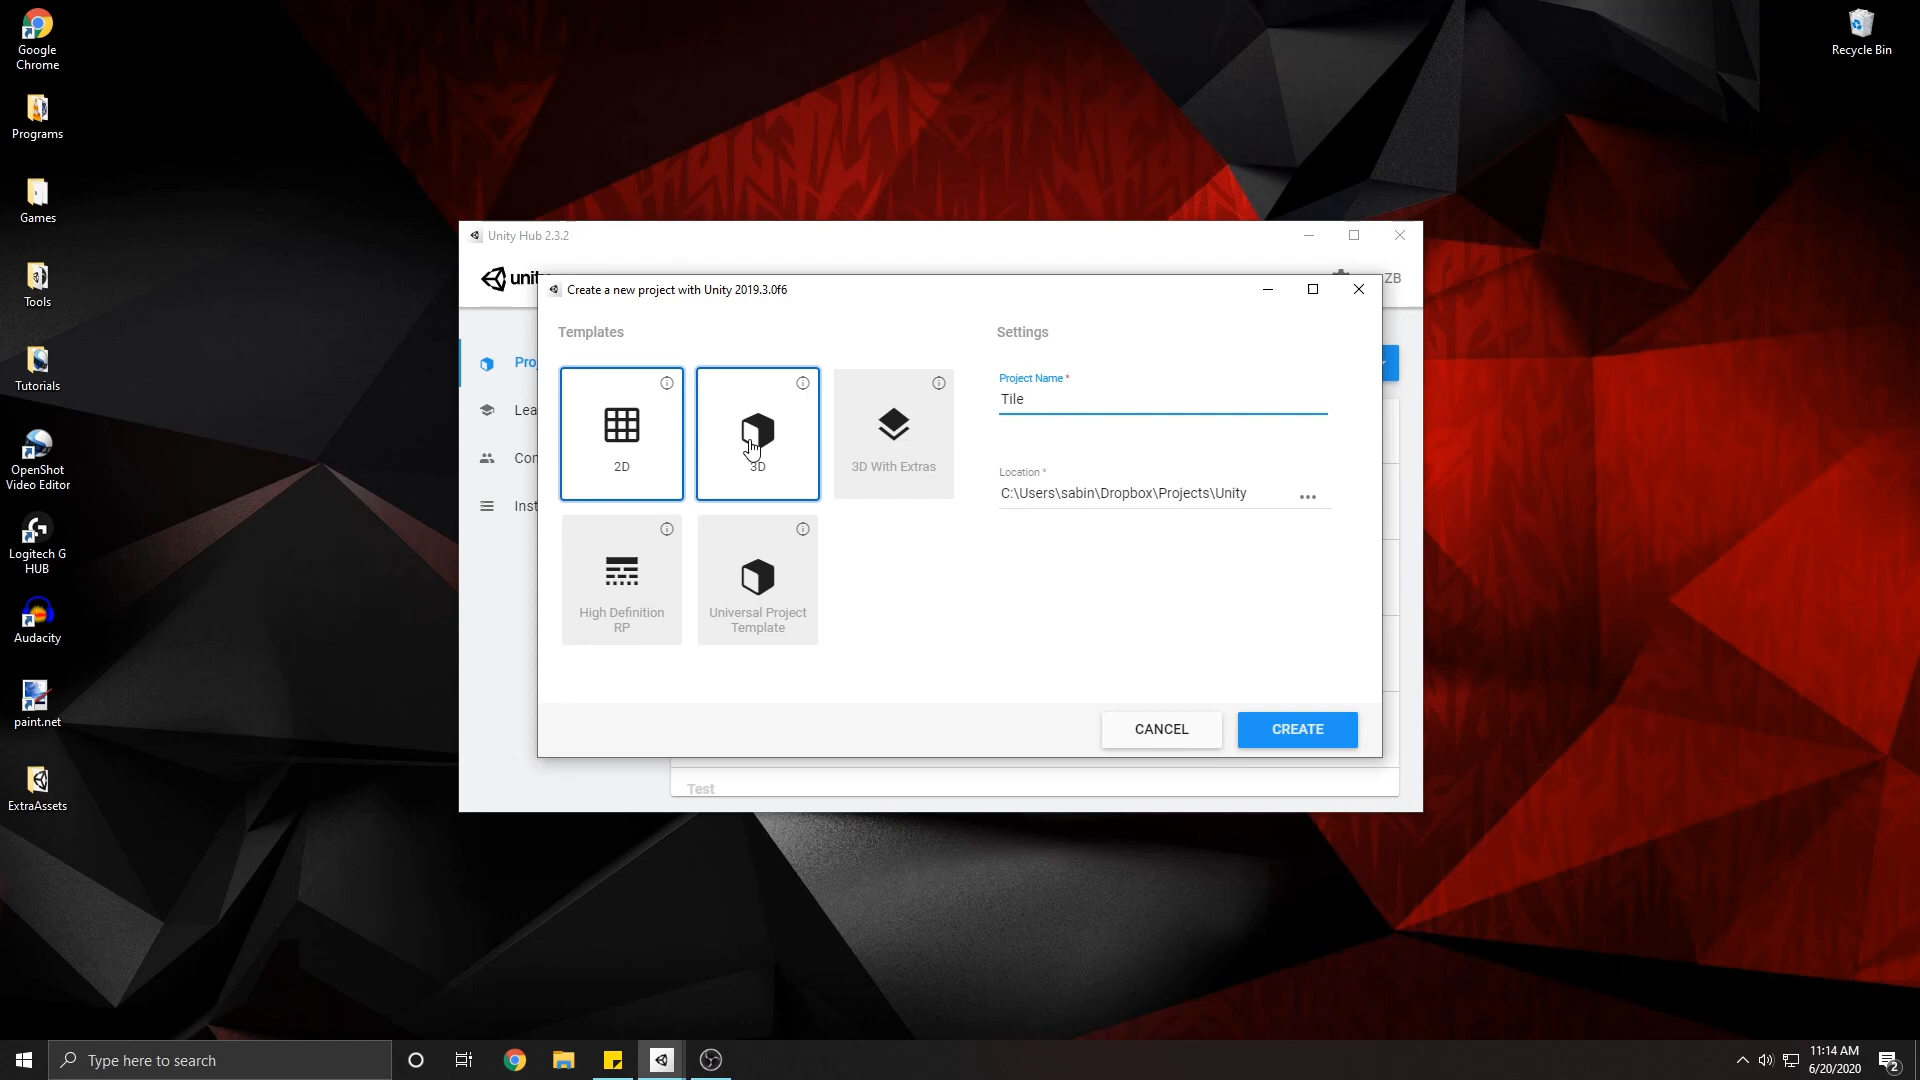 Google
Chrome
Programs
Games
Tools
Tutorials
OpenShot
Video Editor
Logitech G
HUB
Audacity
paint.net
ExtraAssets
Recycle Bin
Unity Hub 2.3.2
unity
ZB
Pro
Lea
Con
Inst
Create a new project with Unity 2019.3.0f6
Templates
Settings
2D
3D
3D With Extras
High Definition
RP
Universal Project
Template
Project Name *
Tile
Location *
C:\Users\sabin\Dropbox\Projects\Unity
CANCEL
CREATE
Test
Type here to search
11:14 AM
6/20/2020
2